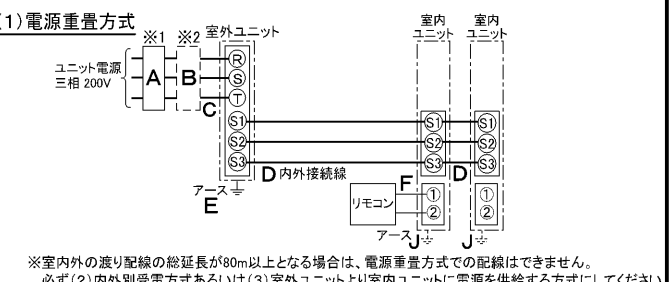 (1)電源重畳方式
※1
※2
室外ユニット
室内
ユニット
室内
ユニット
ユニット電源
三相 200V
A
B
C
R
S
T
S1
S2
S3
S1
S2
S3
S1
S2
S3
D 内外接続線
D
アース
E
F
リモコン
①
②
①
②
アース
J
J
※室内外の渡り配線の総延長が80m以上となる場合は、電源重畳方式での配線はできません。
必ず(2)内外別受電方式あるいは(3)室外ユニットより室内ユニットに電源を供給する方式にしてください